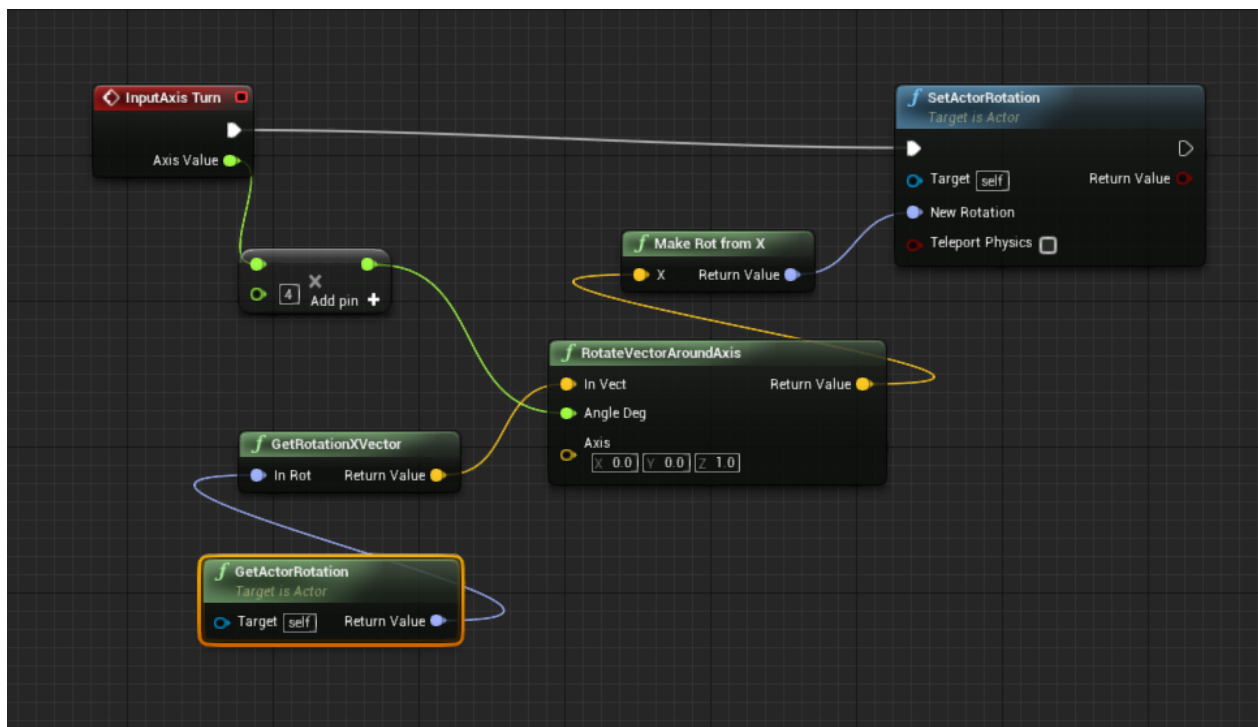 InputAxis Turn
Axis Value
4
Add pin
f GetRotationXVector
In Rot Return Value
f GetActorRotation
Target is Actor
Target self Return Value
f Make Rot from X
X Return Value
f RotateVectorAroundAxis
In Vect Return Value
Angle Deg
Axis
X 0.0 Y 0.0 Z 1.0
f SetActorRotation
Target is Actor
Target self Return Value
New Rotation
Teleport Physics